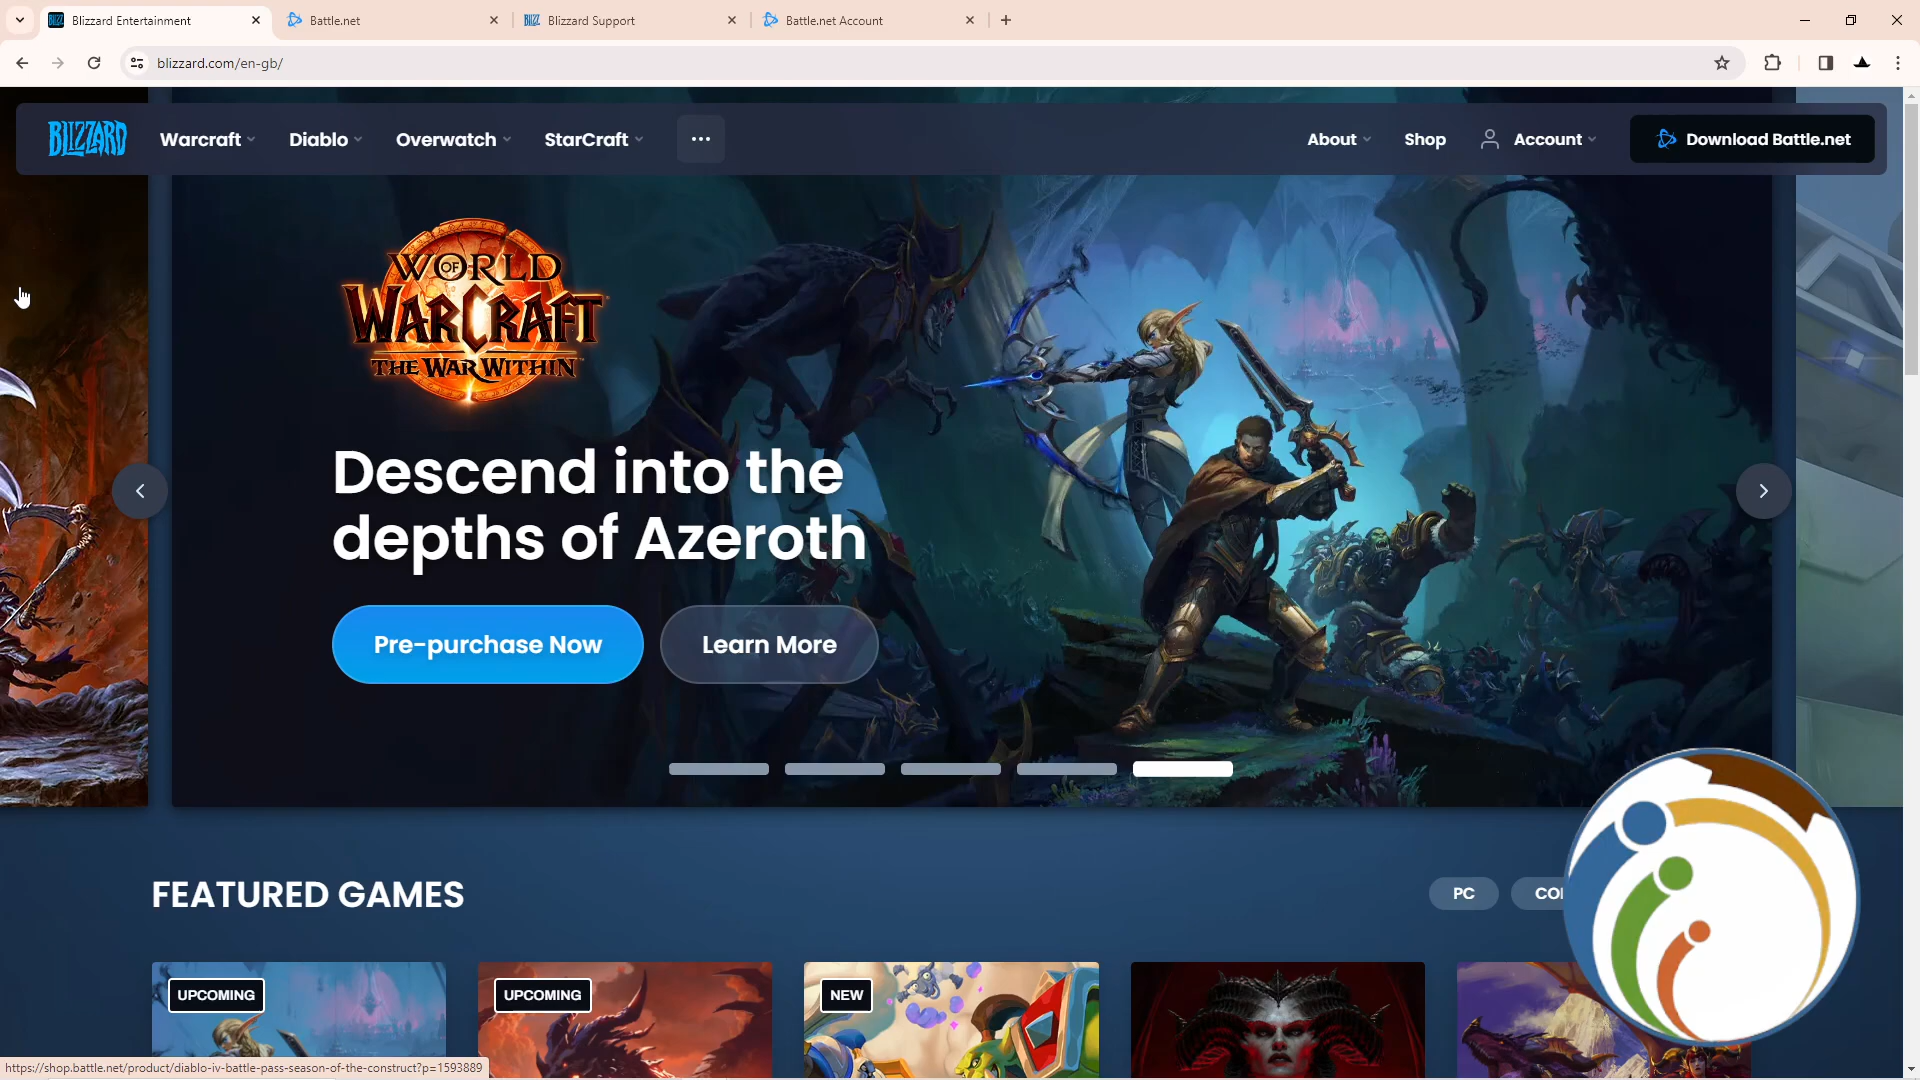 Blizzard Entertainment
Battle.net
Blizzard Support
Battle.net Account
blizzard.com/en-gb/
BLIZZARD
Warcraft
Diablo
Overwatch
StarCraft
About
Shop
Account
Download Battle.net
WORLD OF WARCRAFT
THE WAR WITHIN
Descend into the
depths of Azeroth
Pre-purchase Now
Learn More
FEATURED GAMES
PC
UPCOMING
UPCOMING
NEW
https://shop.battle.net/product/diablo-iv-battle-pass-season-of-the-construct?p=1593889